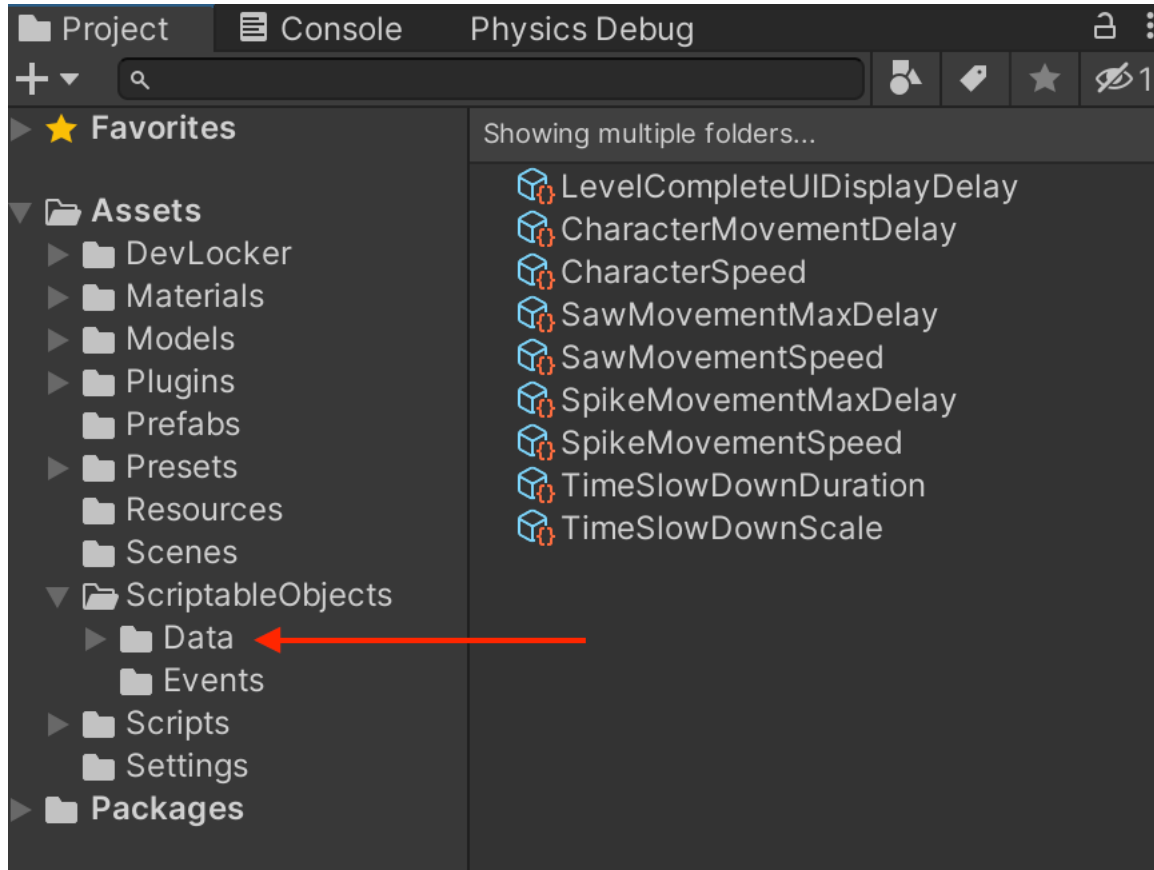 Project Console Physics Debug
1
Favorites
Showing multiple folders...
Assets
DevLocker
Materials
Models
Plugins
Prefabs
Presets
Resources
Scenes
ScriptableObjects
Data
Events
Scripts
Settings
Packages
LevelCompleteUIDisplayDelay
CharacterMovementDelay
CharacterSpeed
SawMovementMaxDelay
SawMovementSpeed
SpikeMovementMaxDelay
SpikeMovementSpeed
TimeSlowDownDuration
TimeSlowDownScale